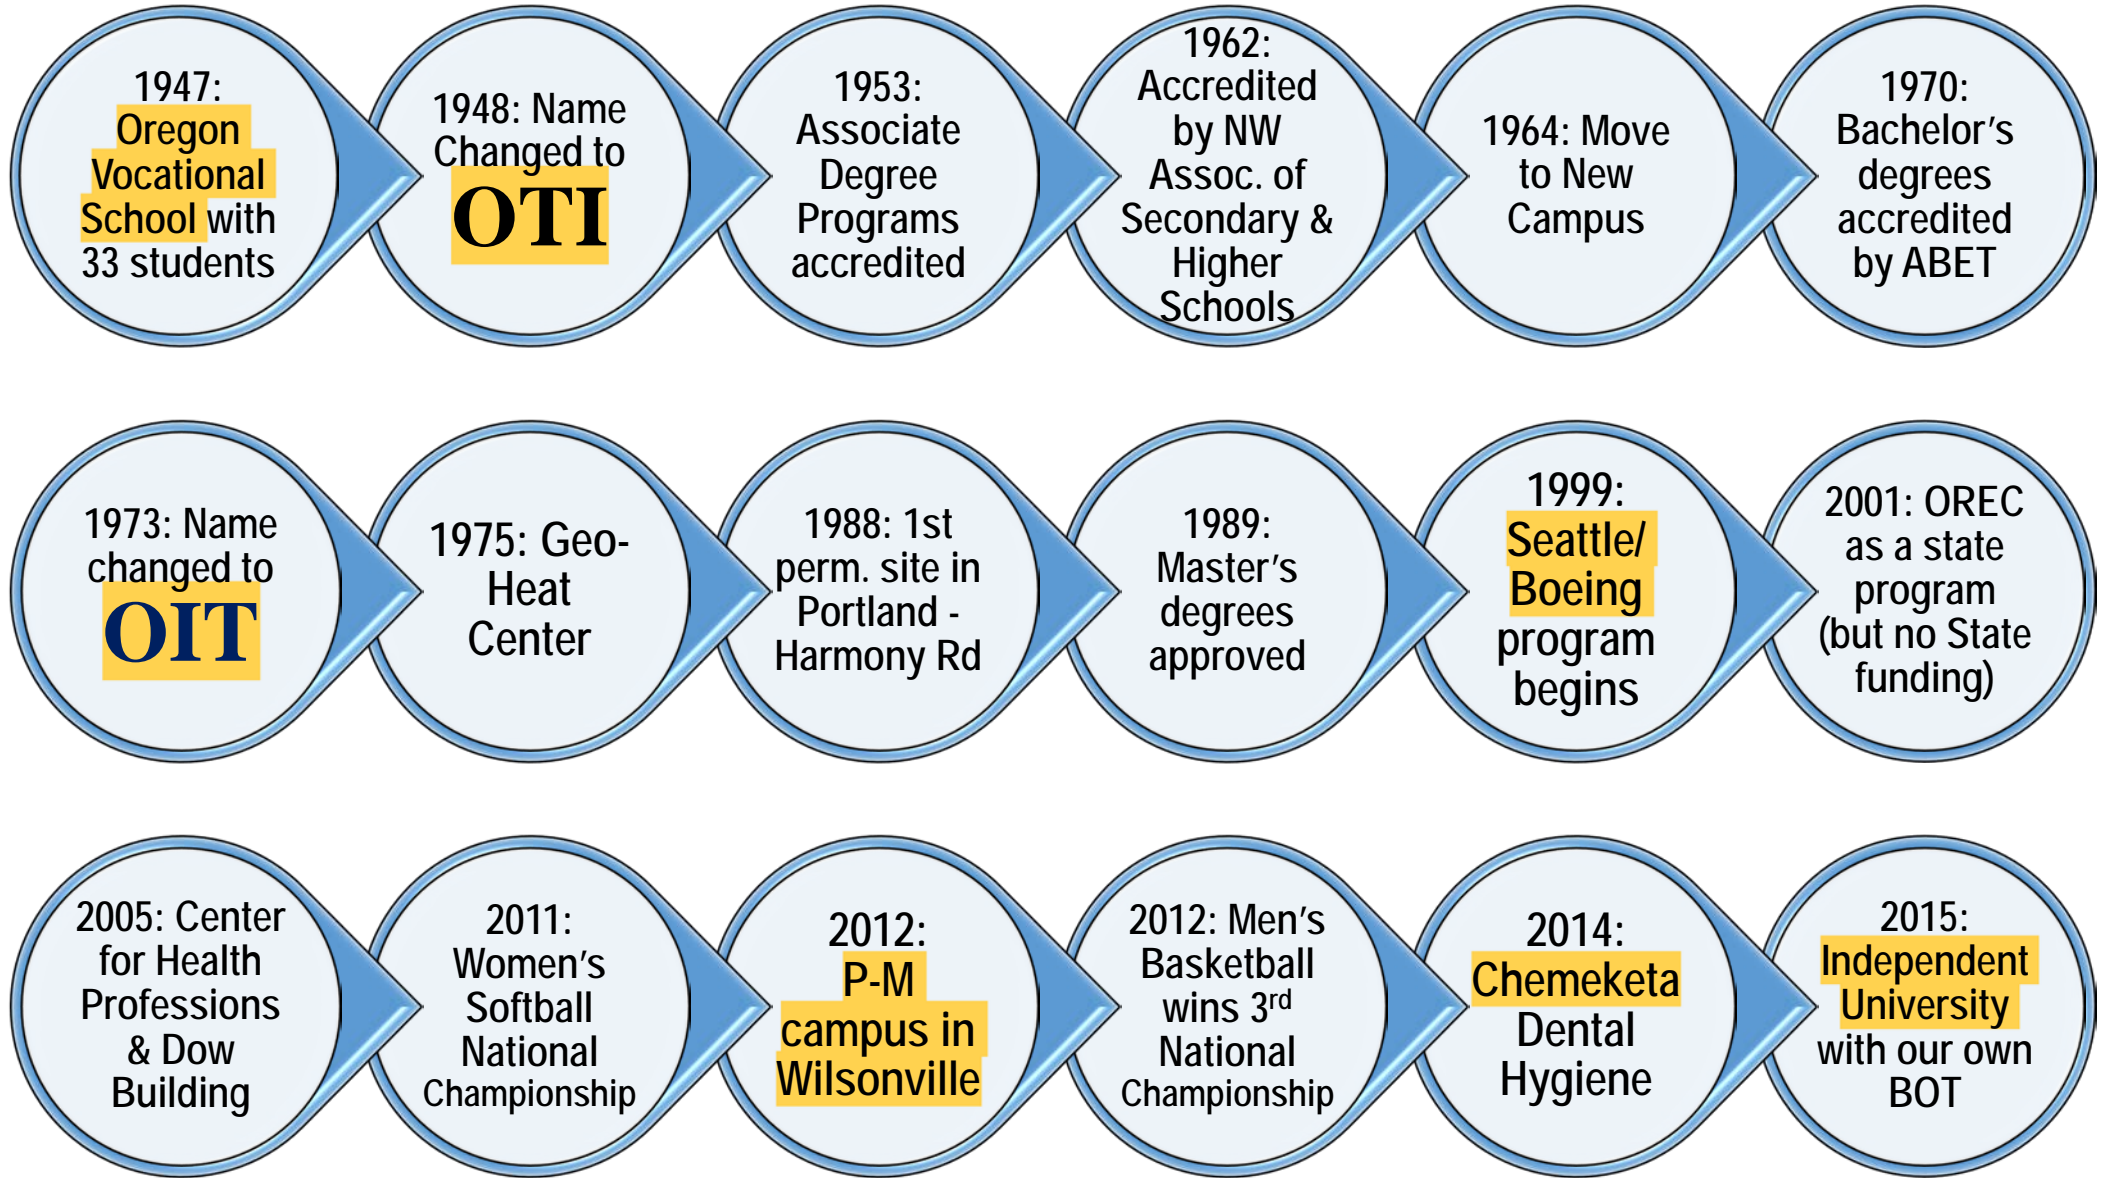 1947:
Oregon
Vocational
School with
33 students
1948: Name
Changed to
OTI
1953:
Associate
Degree
Programs
accredited
1962:
Accredited
by NW
Assoc. of
Secondary &
Higher
Schools
1964: Move
to New
Campus
1970:
Bachelor's
degrees
accredited
by ABET
1973: Name
changed to
OIT
1975: Geo-
Heat
Center
1988: 1st
perm. site in
Portland -
Harmony Rd
1989:
Master's
degrees
approved
1999:
Seattle/
Boeing
program
begins
2001: OREC
as a state
program
(but no State
funding)
2005: Center
for Health
Professions
& Dow
Building
2011:
Women's
Softball
National
Championship
2012:
P-M
campus in
Wilsonville
2012: Men's
Basketball
wins 3rd
National
Championship
2014:
Chemeketa
Dental
Hygiene
2015:
Independent
University
with our own
BOT